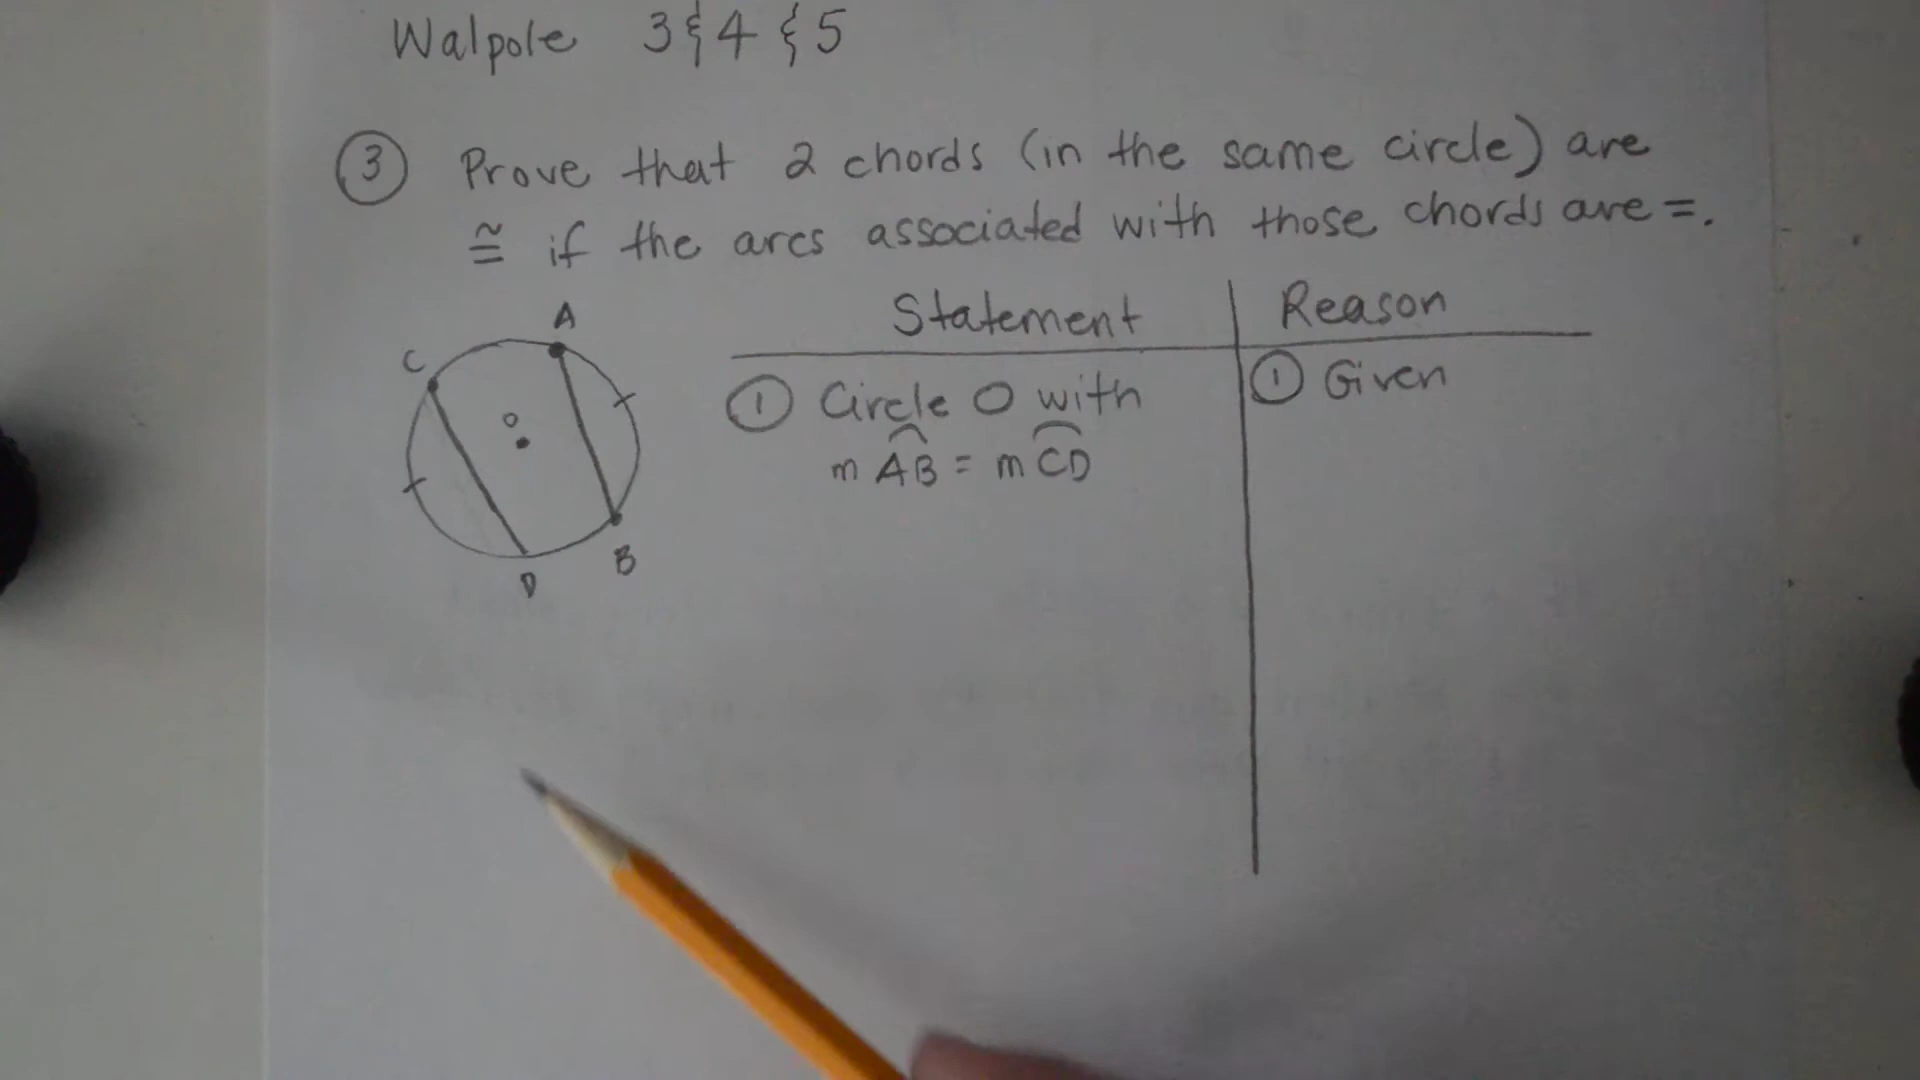 Walpole 3 & 4 & 5
③ Prove that 2 chords (in the same circle) are
≅ if the arcs associated with those chords are =.
Statement Reason
A
C
① Circle O with ① Given
O
m AB = m CD
B
D